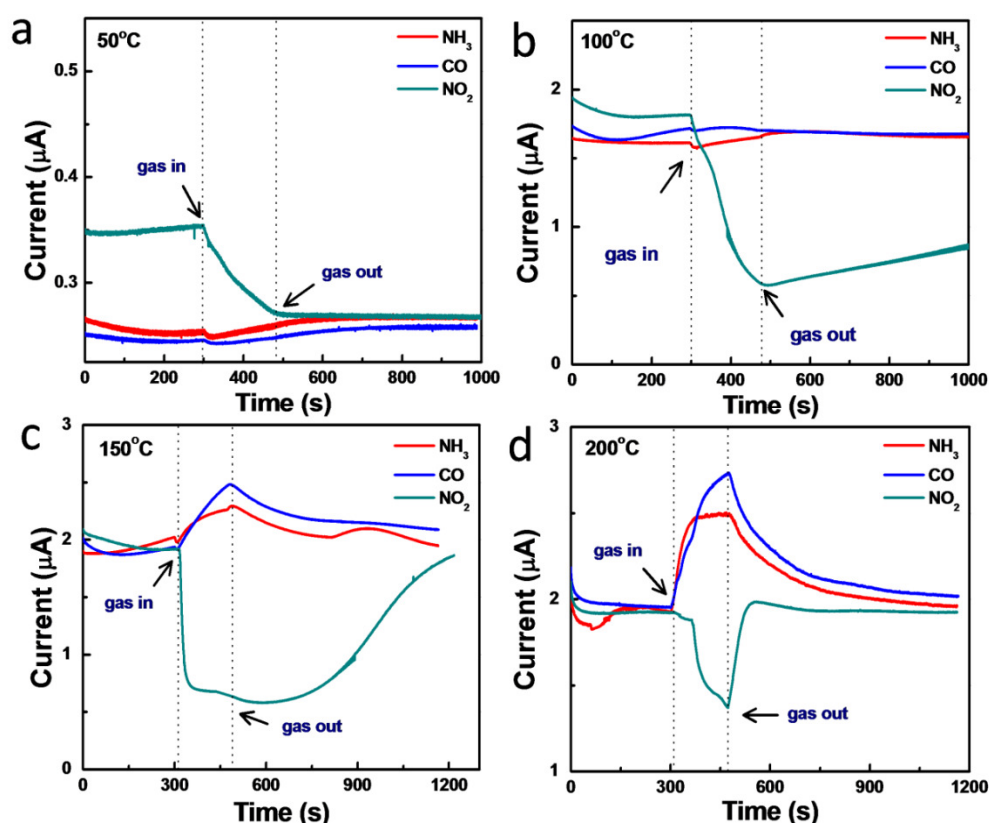 a
50°C
NH₃
CO
NO₂
0.5
0.4
0.3
Current (μA)
gas in
gas out
0 200 400 600 800 1000
Time (s)
b
100°C
NH₃
CO
NO₂
2
1
0
Current (μA)
gas in
gas out
0 200 400 600 800 1000
Time (s)
c
150°C
NH₃
CO
NO₂
3
2
1
0
Current (μA)
gas in
gas out
0 300 600 900 1200
Time (s)
d
200°C
NH₃
CO
NO₂
3
2
1
Current (μA)
gas in
gas out
0 300 600 900 1200
Time (s)